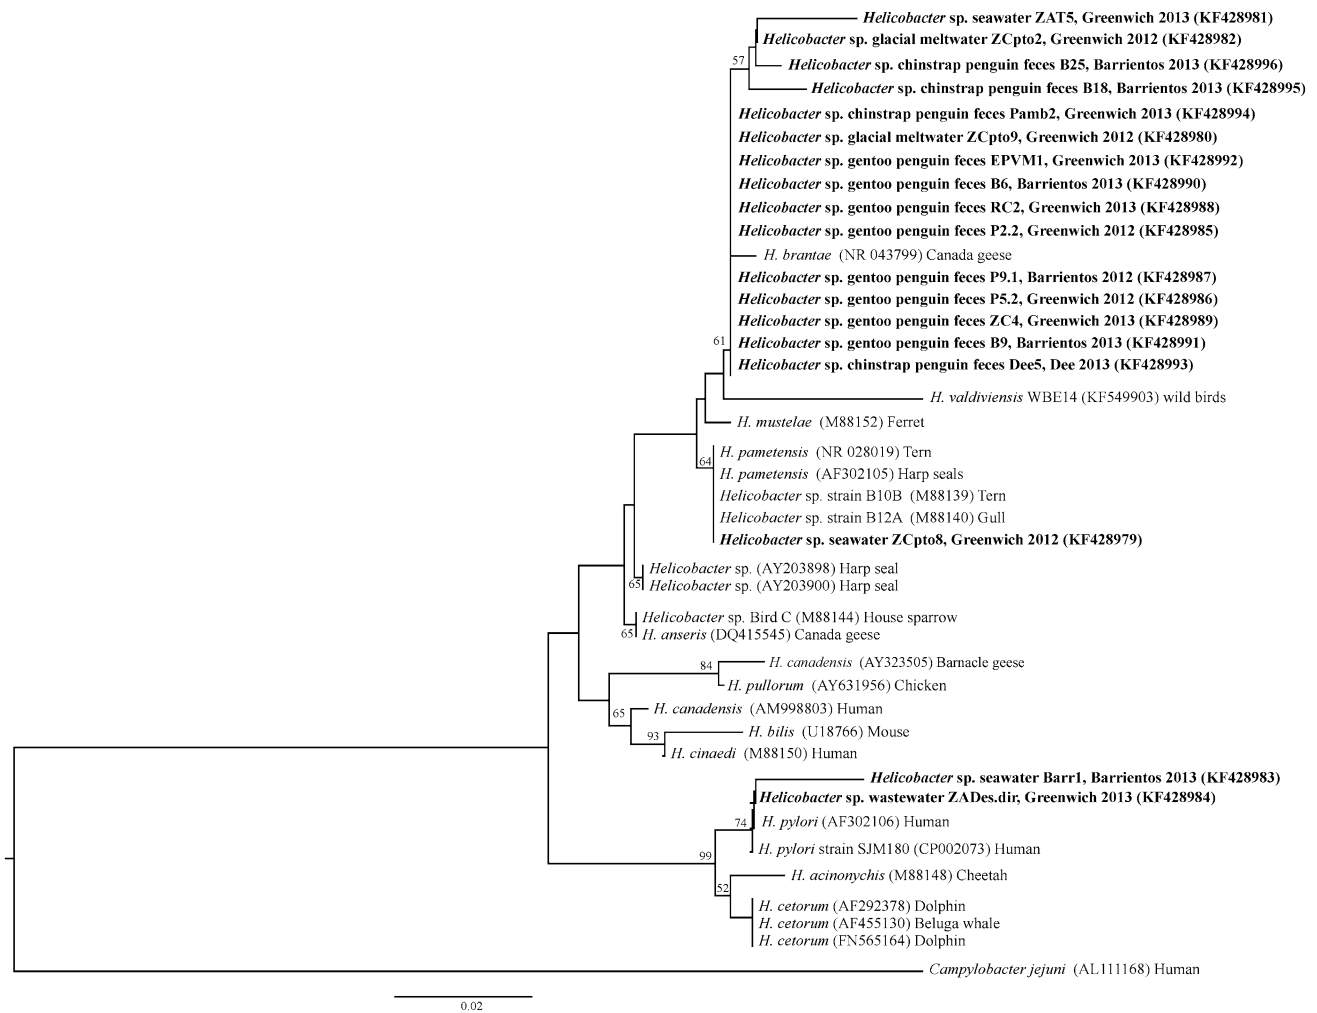 Helicobacter sp. seawater ZAT5, Greenwich 2013 (KF428981)
Helicobacter sp. glacial meltwater ZCpto2, Greenwich 2012 (KF428982)
57
Helicobacter sp. chinstrap penguin feces B25, Barrientos 2013 (KF428996)
Helicobacter sp. chinstrap penguin feces B18, Barrientos 2013 (KF428995)
Helicobacter sp. chinstrap penguin feces Pamb2, Greenwich 2013 (KF428994)
Helicobacter sp. glacial meltwater ZCpto9, Greenwich 2012 (KF428980)
Helicobacter sp. gentoo penguin feces EPVM1, Greenwich 2013 (KF428992)
Helicobacter sp. gentoo penguin feces B6, Barrientos 2013 (KF428990)
Helicobacter sp. gentoo penguin feces RC2, Greenwich 2013 (KF428988)
Helicobacter sp. gentoo penguin feces P2.2, Greenwich 2012 (KF428985)
H. brantae (NR 043799) Canada geese
Helicobacter sp. gentoo penguin feces P9.1, Barrientos 2012 (KF428987)
Helicobacter sp. gentoo penguin feces P5.2, Greenwich 2012 (KF428986)
Helicobacter sp. gentoo penguin feces ZC4, Greenwich 2013 (KF428989)
61
Helicobacter sp. gentoo penguin feces B9, Barrientos 2013 (KF428991)
Helicobacter sp. chinstrap penguin feces Dee5, Dee 2013 (KF428993)
H. valdiviensis WBE14 (KF549903) wild birds
H. mustelae (M88152) Ferret
H. pametensis (NR 028019) Tern
64
H. pametensis (AF302105) Harp seals
Helicobacter sp. strain B10B (M88139) Tern
Helicobacter sp. strain B12A (M88140) Gull
Helicobacter sp. seawater ZCpto8, Greenwich 2012 (KF428979)
Helicobacter sp. (AY203898) Harp seal
65
Helicobacter sp. (AY203900) Harp seal
Helicobacter sp. Bird C (M88144) House sparrow
65
H. anseris (DQ415545) Canada geese
84
H. canadensis (AY323505) Barnacle geese
H. pullorum (AY631956) Chicken
65
H. canadensis (AM998803) Human
93
H. bilis (U18766) Mouse
H. cinaedi (M88150) Human
Helicobacter sp. seawater Barr1, Barrientos 2013 (KF428983)
Helicobacter sp. wastewater ZADes.dir, Greenwich 2013 (KF428984)
74
H. pylori (AF302106) Human
99
H. pylori strain SJM180 (CP002073) Human
H. acinonychis (M88148) Cheetah
52
H. cetorum (AF292378) Dolphin
H. cetorum (AF455130) Beluga whale
H. cetorum (FN565164) Dolphin
Campylobacter jejuni (AL111168) Human
0.02